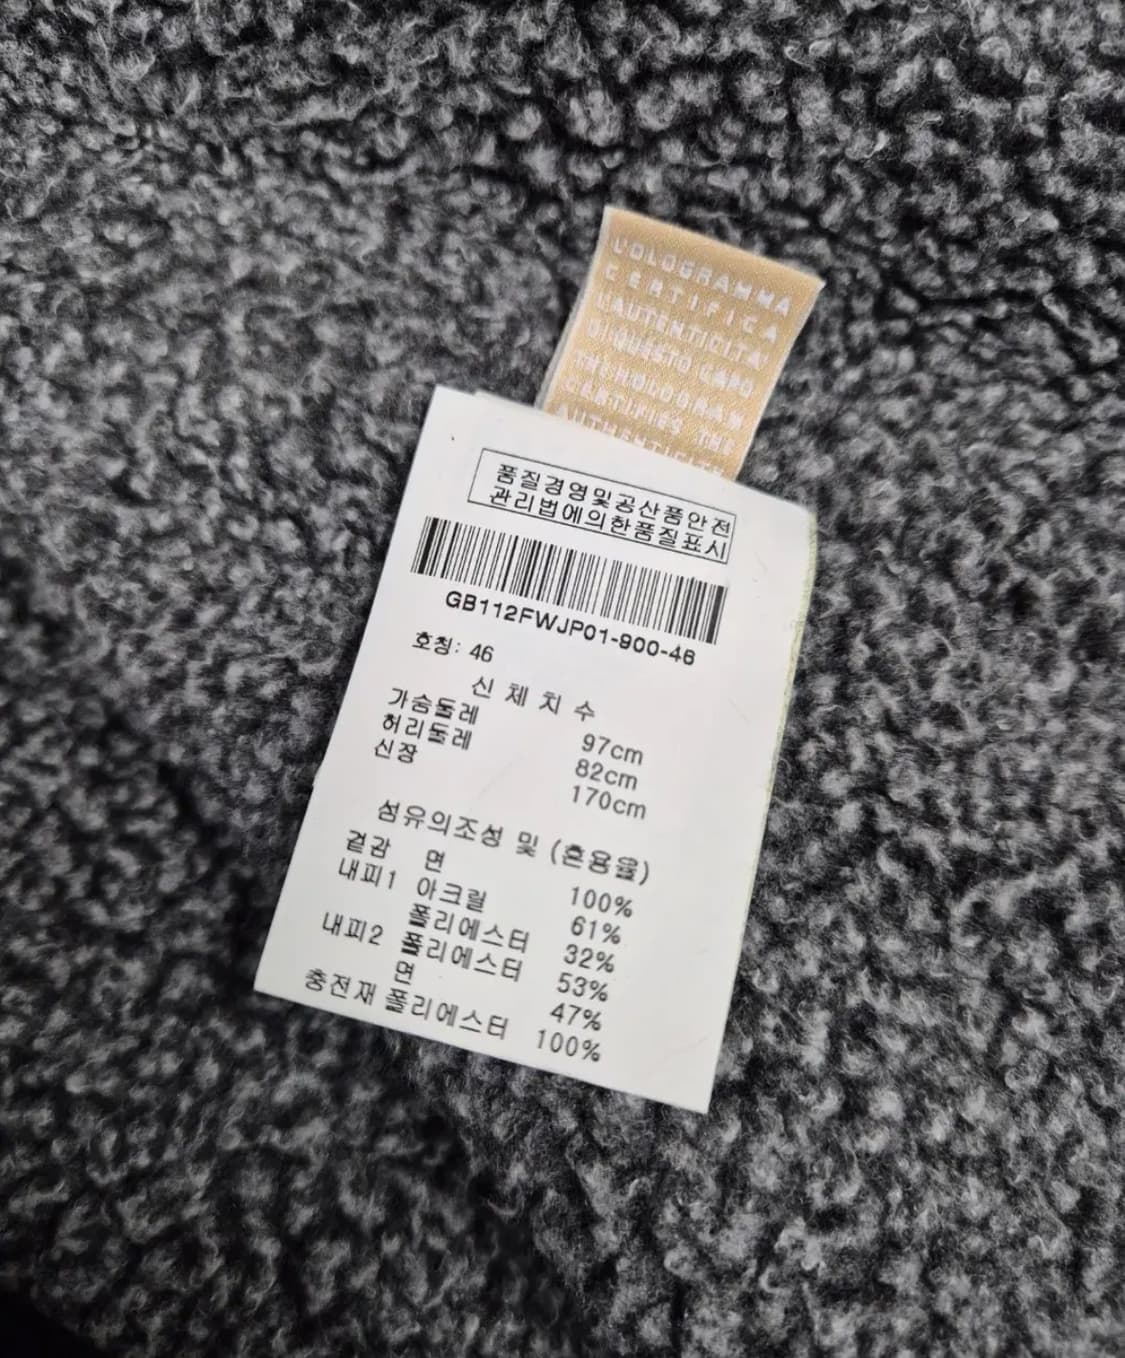 L'OLOGRAMMA
CERTIFICA
L'AUTENTICITA'
DI QUESTO CAPO
THE HOLOGRAM
CERTIFIES THE
AUTHENTICITY
품질경영및공산품안전
관리법에의한품질표시
GB112FWJP01-900-46
호칭: 46
신 체 치 수
가슴둘레 97cm
허리둘레 82cm
신장 170cm
섬유의조성 및 (혼용율)
겉감 면 100%
내피1 아크릴 61%
폴리에스터 32%
내피2 폴리에스터 53%
면 47%
충전재 폴리에스터 100%